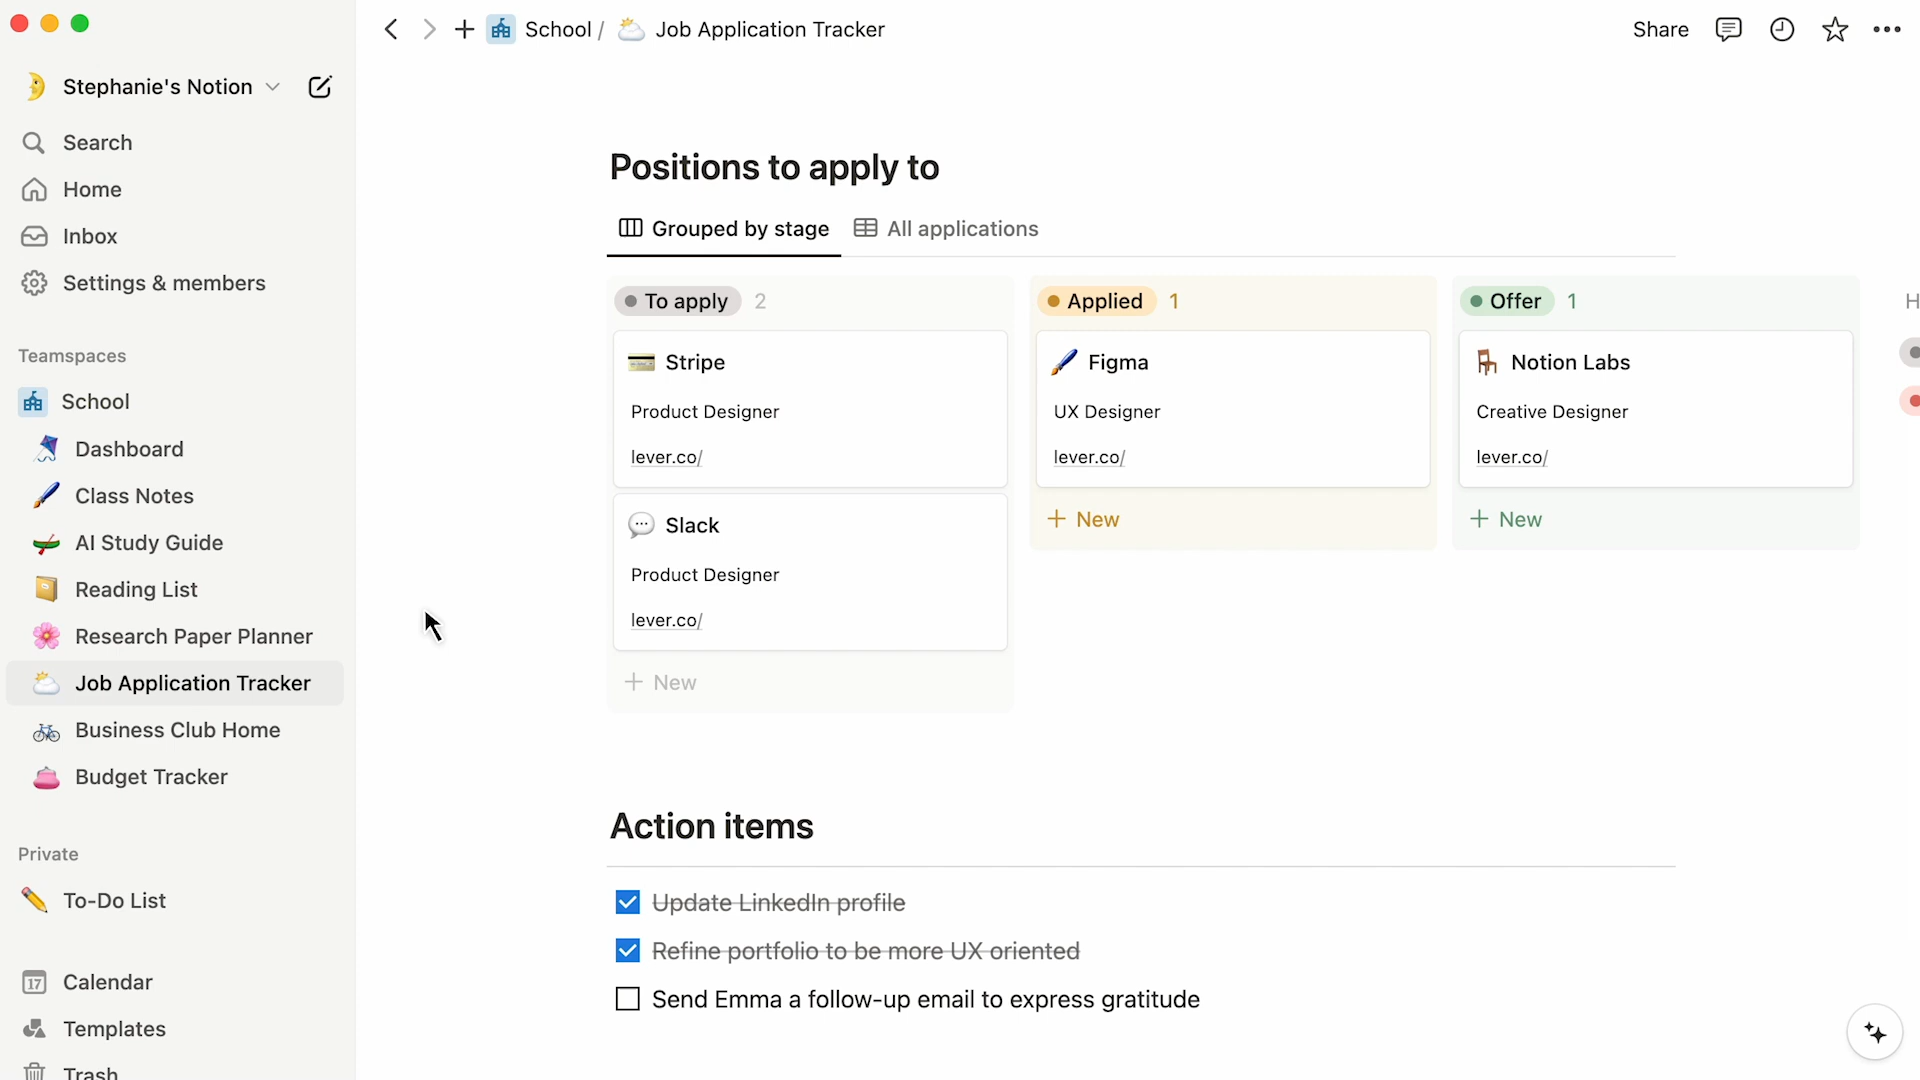 School / Job Application Tracker
Share
Stephanie's Notion
Search
Home
Inbox
Settings & members
Teamspaces
School
Dashboard
Class Notes
AI Study Guide
Reading List
Research Paper Planner
Job Application Tracker
Business Club Home
Budget Tracker
Private
To-Do List
17 Calendar
Templates
Trash
Positions to apply to
Grouped by stage All applications
To apply 2
Stripe
Product Designer
lever.co/
Slack
Product Designer
lever.co/
+ New
Applied 1
Figma
UX Designer
lever.co/
+ New
Offer 1
Notion Labs
Creative Designer
lever.co/
+ New
H
Action items
Update LinkedIn profile
Refine portfolio to be more UX oriented
Send Emma a follow-up email to express gratitude